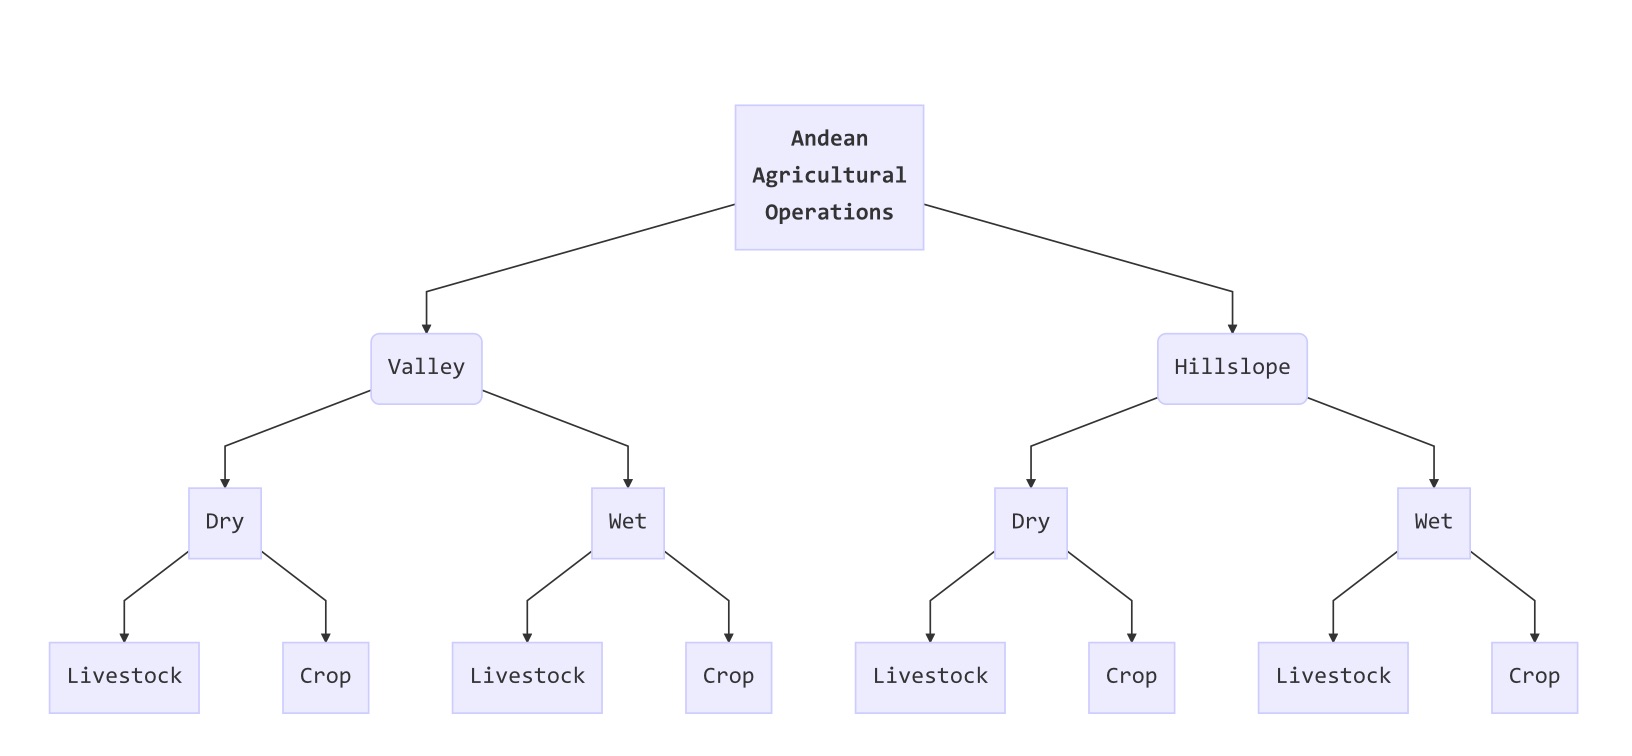 Andean
Agricultural
Operations
Valley
Hillslope
Dry
Wet
Dry
Wet
Livestock
Crop
Livestock
Crop
Livestock
Crop
Livestock
Crop